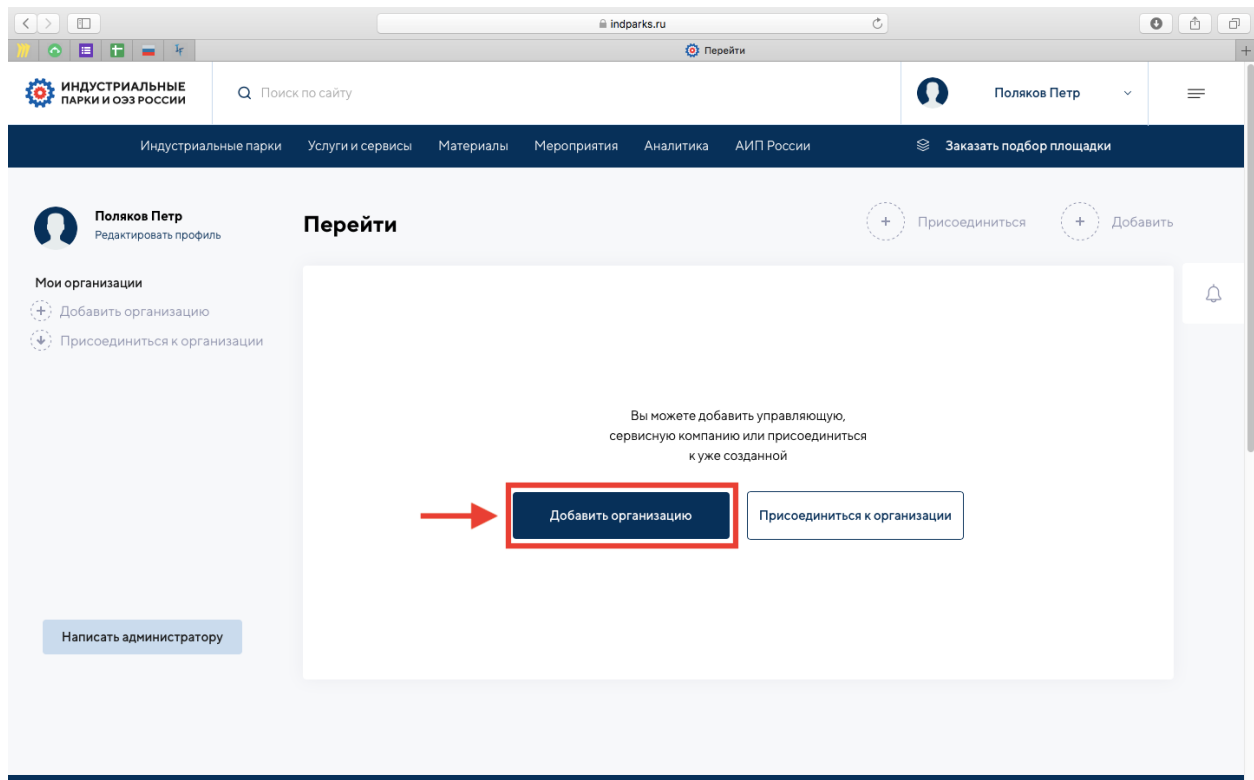 indparks.ru
Перейти
ИНДУСТРИАЛЬНЫЕ
ПАРКИ И ОЭЗ РОССИИ
Поиск по сайту
Поляков Петр
Индустриальные парки Услуги и сервисы Материалы Мероприятия Аналитика АИП России Заказать подбор площадки
Поляков Петр
Редактировать профиль
Перейти
Присоединиться
Добавить
Мои организации
Добавить организацию
Присоединиться к организации
Вы можете добавить управляющую,
сервисную компанию или присоединиться
к уже созданной
Добавить организацию
Присоединиться к организации
Написать администратору